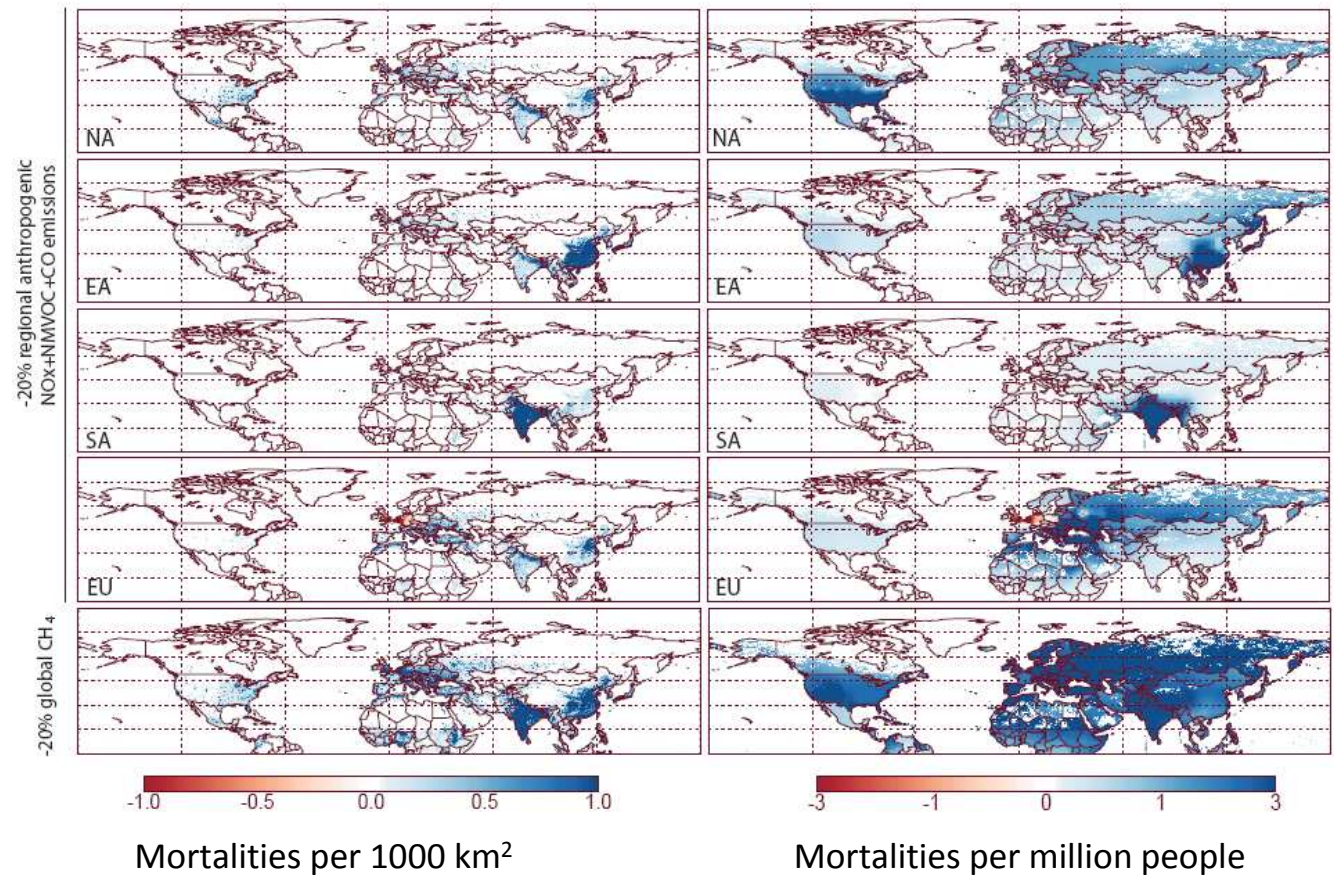 -20% regional anthropogenic
NOx+NMVOC+CO emissions
NA NA
EA EA
SA SA
EU EU
-20% global CH₄
-1.0 -0.5 0.0 0.5 1.0
-3 -1 0 1 3
Mortalities per 1000 km²
Mortalities per million people